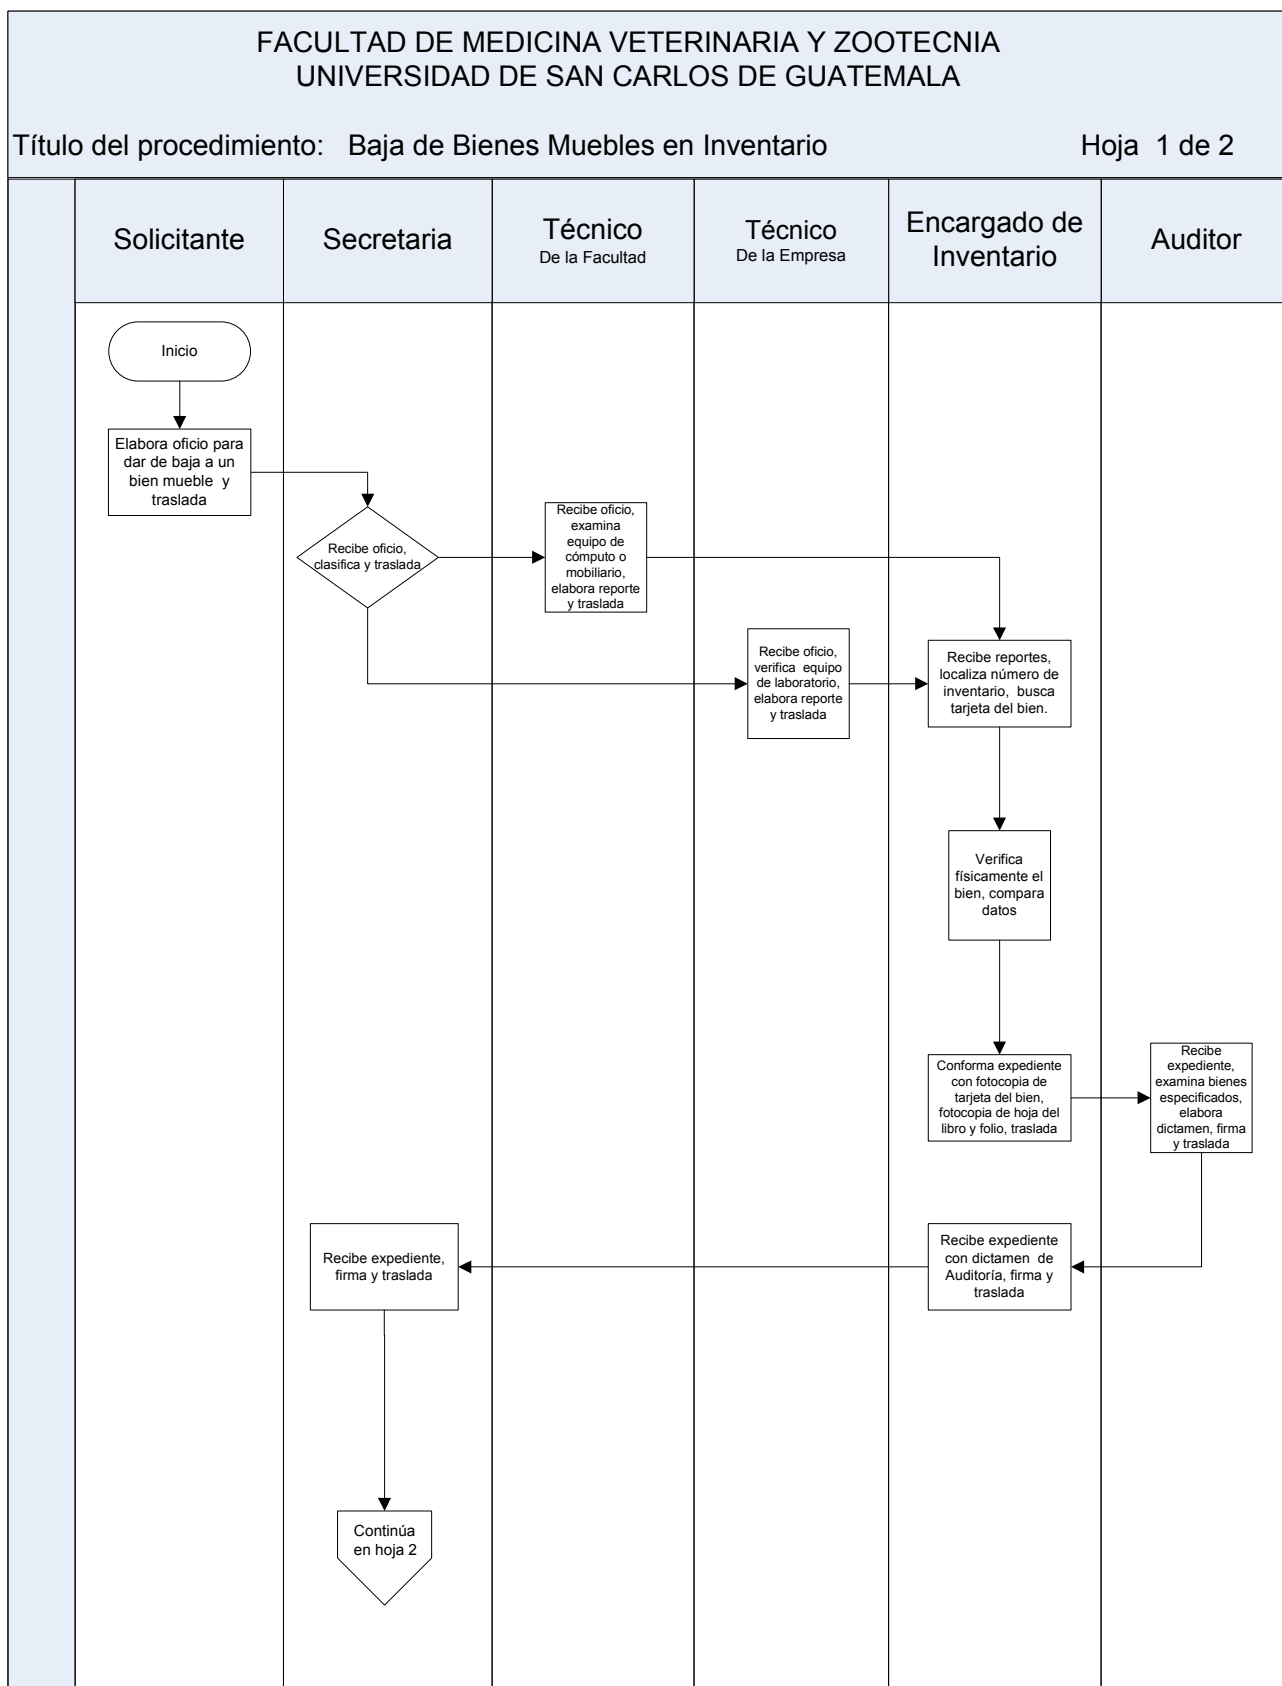 FACULTAD DE MEDICINA VETERINARIA Y ZOOTECNIA
UNIVERSIDAD DE SAN CARLOS DE GUATEMALA
Título del procedimiento: Baja de Bienes Muebles en Inventario Hoja 1 de 2
Solicitante
Secretaria
Técnico
De la Facultad
Técnico
De la Empresa
Encargado de
Inventario
Auditor
Inicio
Elabora oficio para
dar de baja a un
bien mueble y
traslada
Recibe oficio,
clasifica y traslada
Recibe oficio,
examina
equipo de
cómputo o
mobiliario,
elabora reporte
y traslada
Recibe oficio,
verifica equipo
de laboratorio,
elabora reporte
y traslada
Recibe reportes,
localiza número de
inventario, busca
tarjeta del bien.
Verifica
físicamente el
bien, compara
datos
Conforma expediente
con fotocopia de
tarjeta del bien,
fotocopia de hoja del
libro y folio, traslada
Recibe
expediente,
examina bienes
especificados,
elabora
dictamen, firma
y traslada
Recibe expediente
con dictamen de
Auditoría, firma y
traslada
Recibe expediente,
firma y traslada
Continúa
en hoja 2